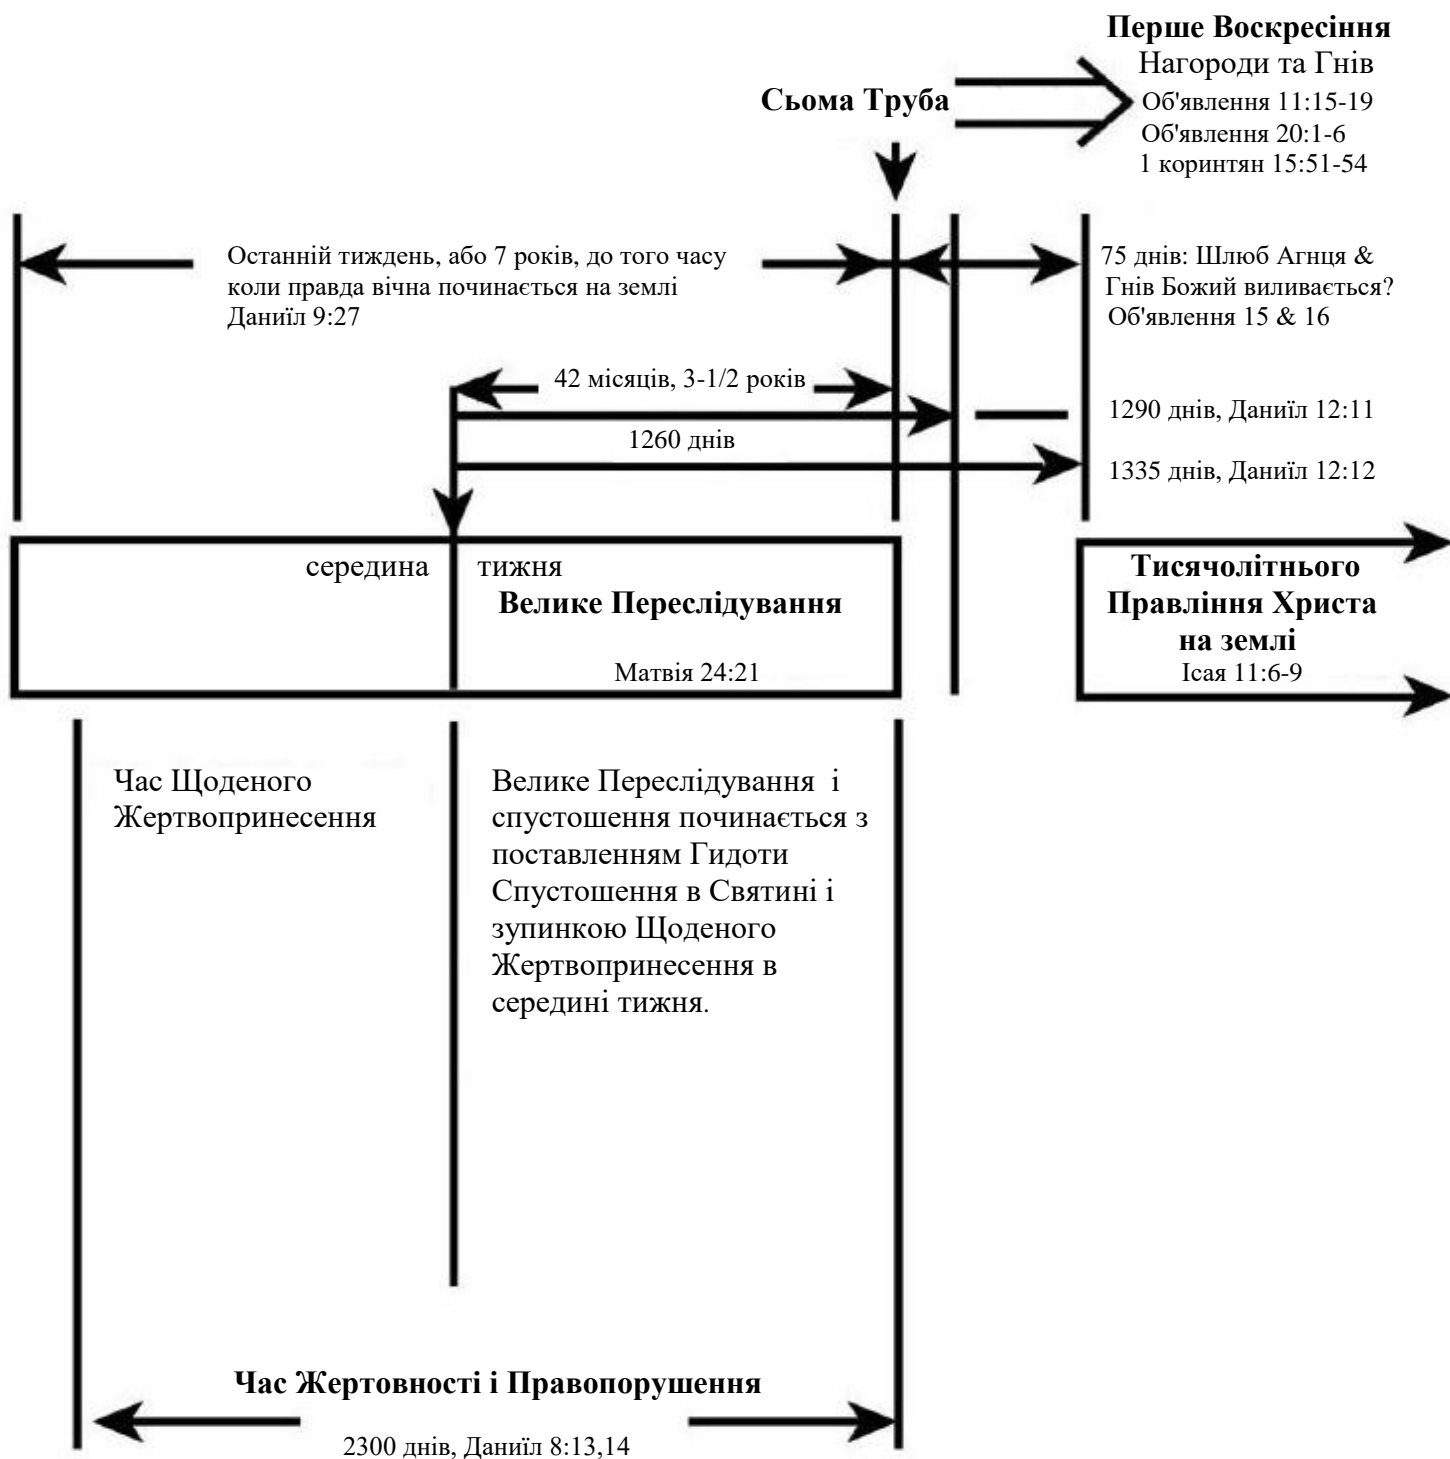 Перше Воскресіння
Нагороди та Гнів
Сьома Труба
Об'явлення 11:15-19
Об'явлення 20:1-6
1 коринтян 15:51-54
Останній тиждень, або 7 років, до того часу
коли правда вічна починається на землі
Даниїл 9:27
75 днів: Шлюб Агнця &
Гнів Божий виливається?
Об'явлення 15 & 16
42 місяців, 3-1/2 років
1290 днів, Даниїл 12:11
1260 днів
1335 днів, Даниїл 12:12
середина тижня
Велике Переслідування
Матвія 24:21
Тисячолітнього
Правління Христа
на землі
Ісая 11:6-9
Час Щоденого
Жертвопринесення
Велике Переслідування і
спустошення починається з
поставленням Гидоти
Спустошення в Святині і
зупинкою Щоденого
Жертвопринесення в
середині тижня.
Час Жертовності і Правопорушення
2300 днів, Даниїл 8:13,14